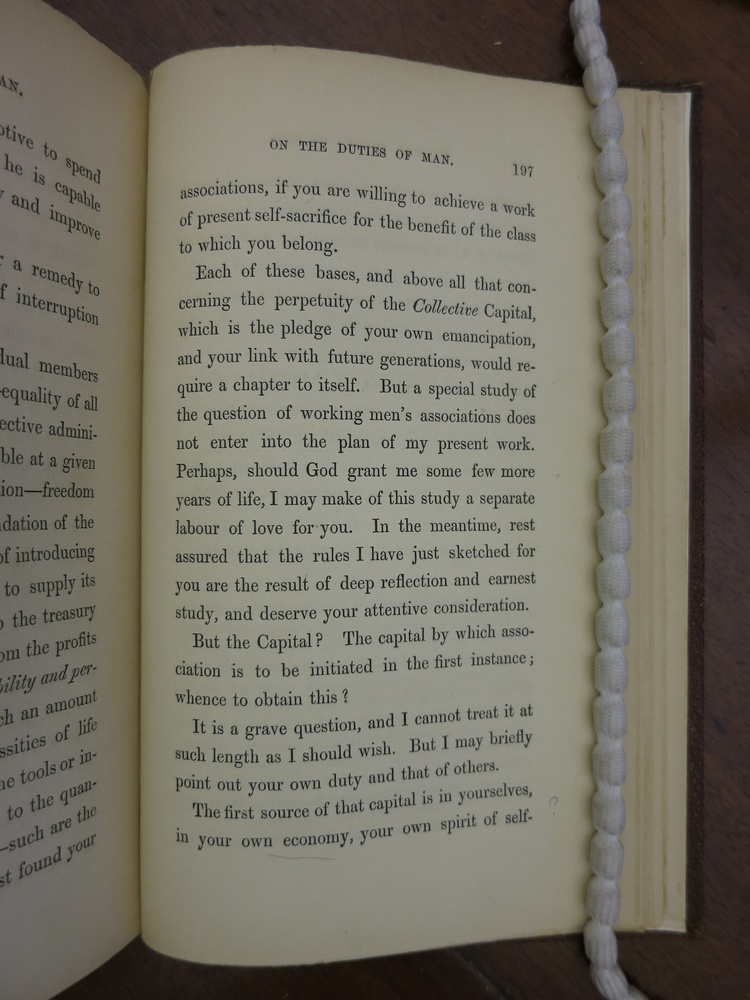 AN.
otive to spend
he is capable
and improve
a remedy to
f interruption
dual members
equality of all
ective admini-
ble at a given
ion—freedom
dation of the
of introducing
to supply its
the treasury
om the profits
bility and per-
ch an amount
ssities of life
ne tools or in-
to the quan-
—such are the
st found your
ON THE DUTIES OF MAN. 197
associations, if you are willing to achieve a work
of present self-sacrifice for the benefit of the class
to which you belong.
Each of these bases, and above all that con-
cerning the perpetuity of the Collective Capital,
which is the pledge of your own emancipation,
and your link with future generations, would re-
quire a chapter to itself. But a special study of
the question of working men's associations does
not enter into the plan of my present work.
Perhaps, should God grant me some few more
years of life, I may make of this study a separate
labour of love for you. In the meantime, rest
assured that the rules I have just sketched for
you are the result of deep reflection and earnest
study, and deserve your attentive consideration.
But the Capital? The capital by which asso-
ciation is to be initiated in the first instance;
whence to obtain this?
It is a grave question, and I cannot treat it at
such length as I should wish. But I may briefly
point out your own duty and that of others.
The first source of that capital is in yourselves,
in your own economy, your own spirit of self-